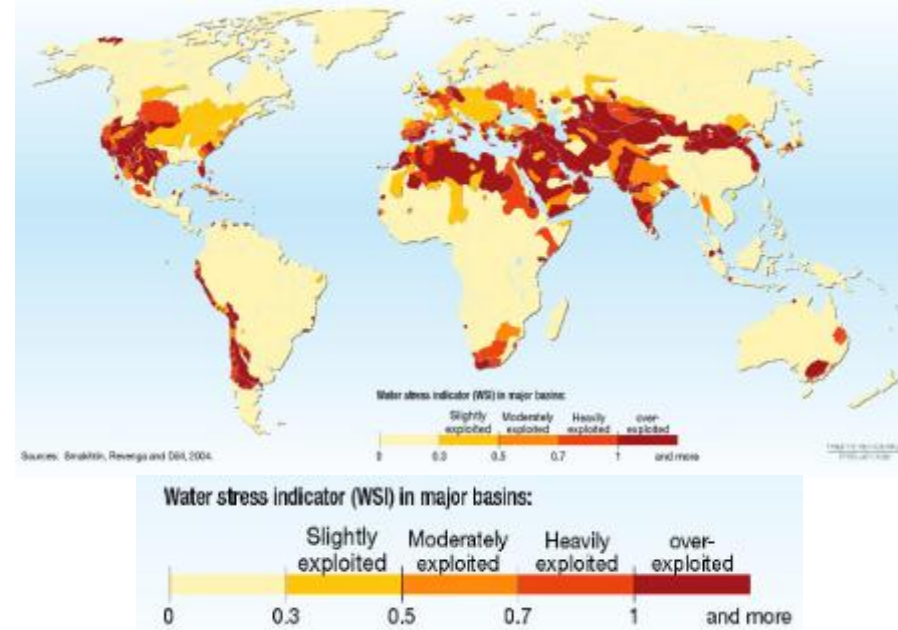 Water stress indicator (WSI) in major basins:
Slightly exploited
Moderately exploited
Heavily exploited
over-exploited
0 0.3 0.5 0.7 1 and more
Sources: Smakhtin, Revenga and Döll, 2004.
Water stress indicator (WSI) in major basins:
Slightly exploited
Moderately exploited
Heavily exploited
over-exploited
0 0.3 0.5 0.7 1 and more